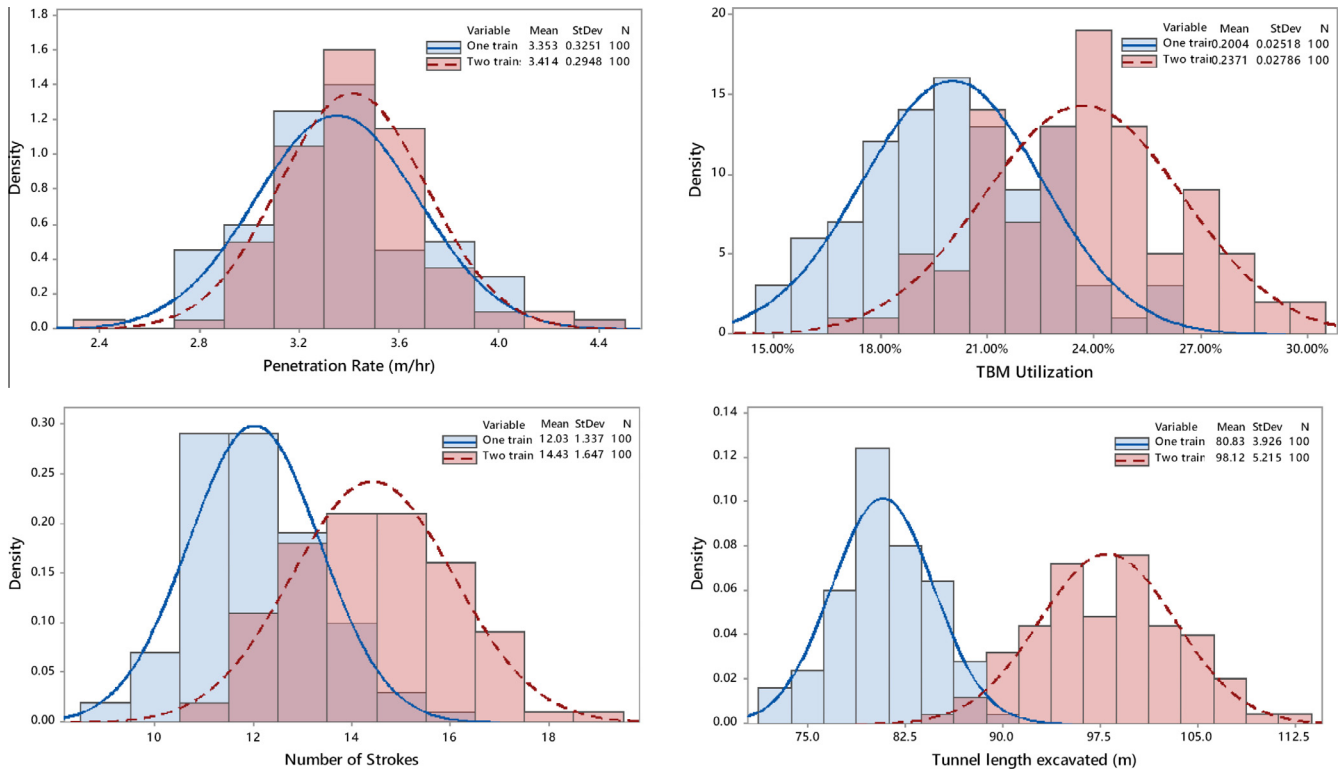 Variable Mean StDev N
One train 3.353 0.3251 100
Two trains 3.414 0.2948 100
1.8
1.6
1.4
1.2
1.0
0.8
0.6
0.4
0.2
0.0
Density
2.4 2.8 3.2 3.6 4.0 4.4
Penetration Rate (m/hr)
Variable Mean StDev N
One train 0.2004 0.02518 100
Two train 0.2371 0.02786 100
20
15
10
5
0
Density
15.00% 18.00% 21.00% 24.00% 27.00% 30.00%
TBM Utilization
Variable Mean StDev N
One train 12.03 1.337 100
Two train 14.43 1.647 100
0.30
0.25
0.20
0.15
0.10
0.05
0.00
Density
10 12 14 16 18
Number of Strokes
Variable Mean StDev N
One train 80.83 3.926 100
Two train 98.12 5.215 100
0.14
0.12
0.10
0.08
0.06
0.04
0.02
0.00
Density
75.0 82.5 90.0 97.5 105.0 112.5
Tunnel length excavated (m)